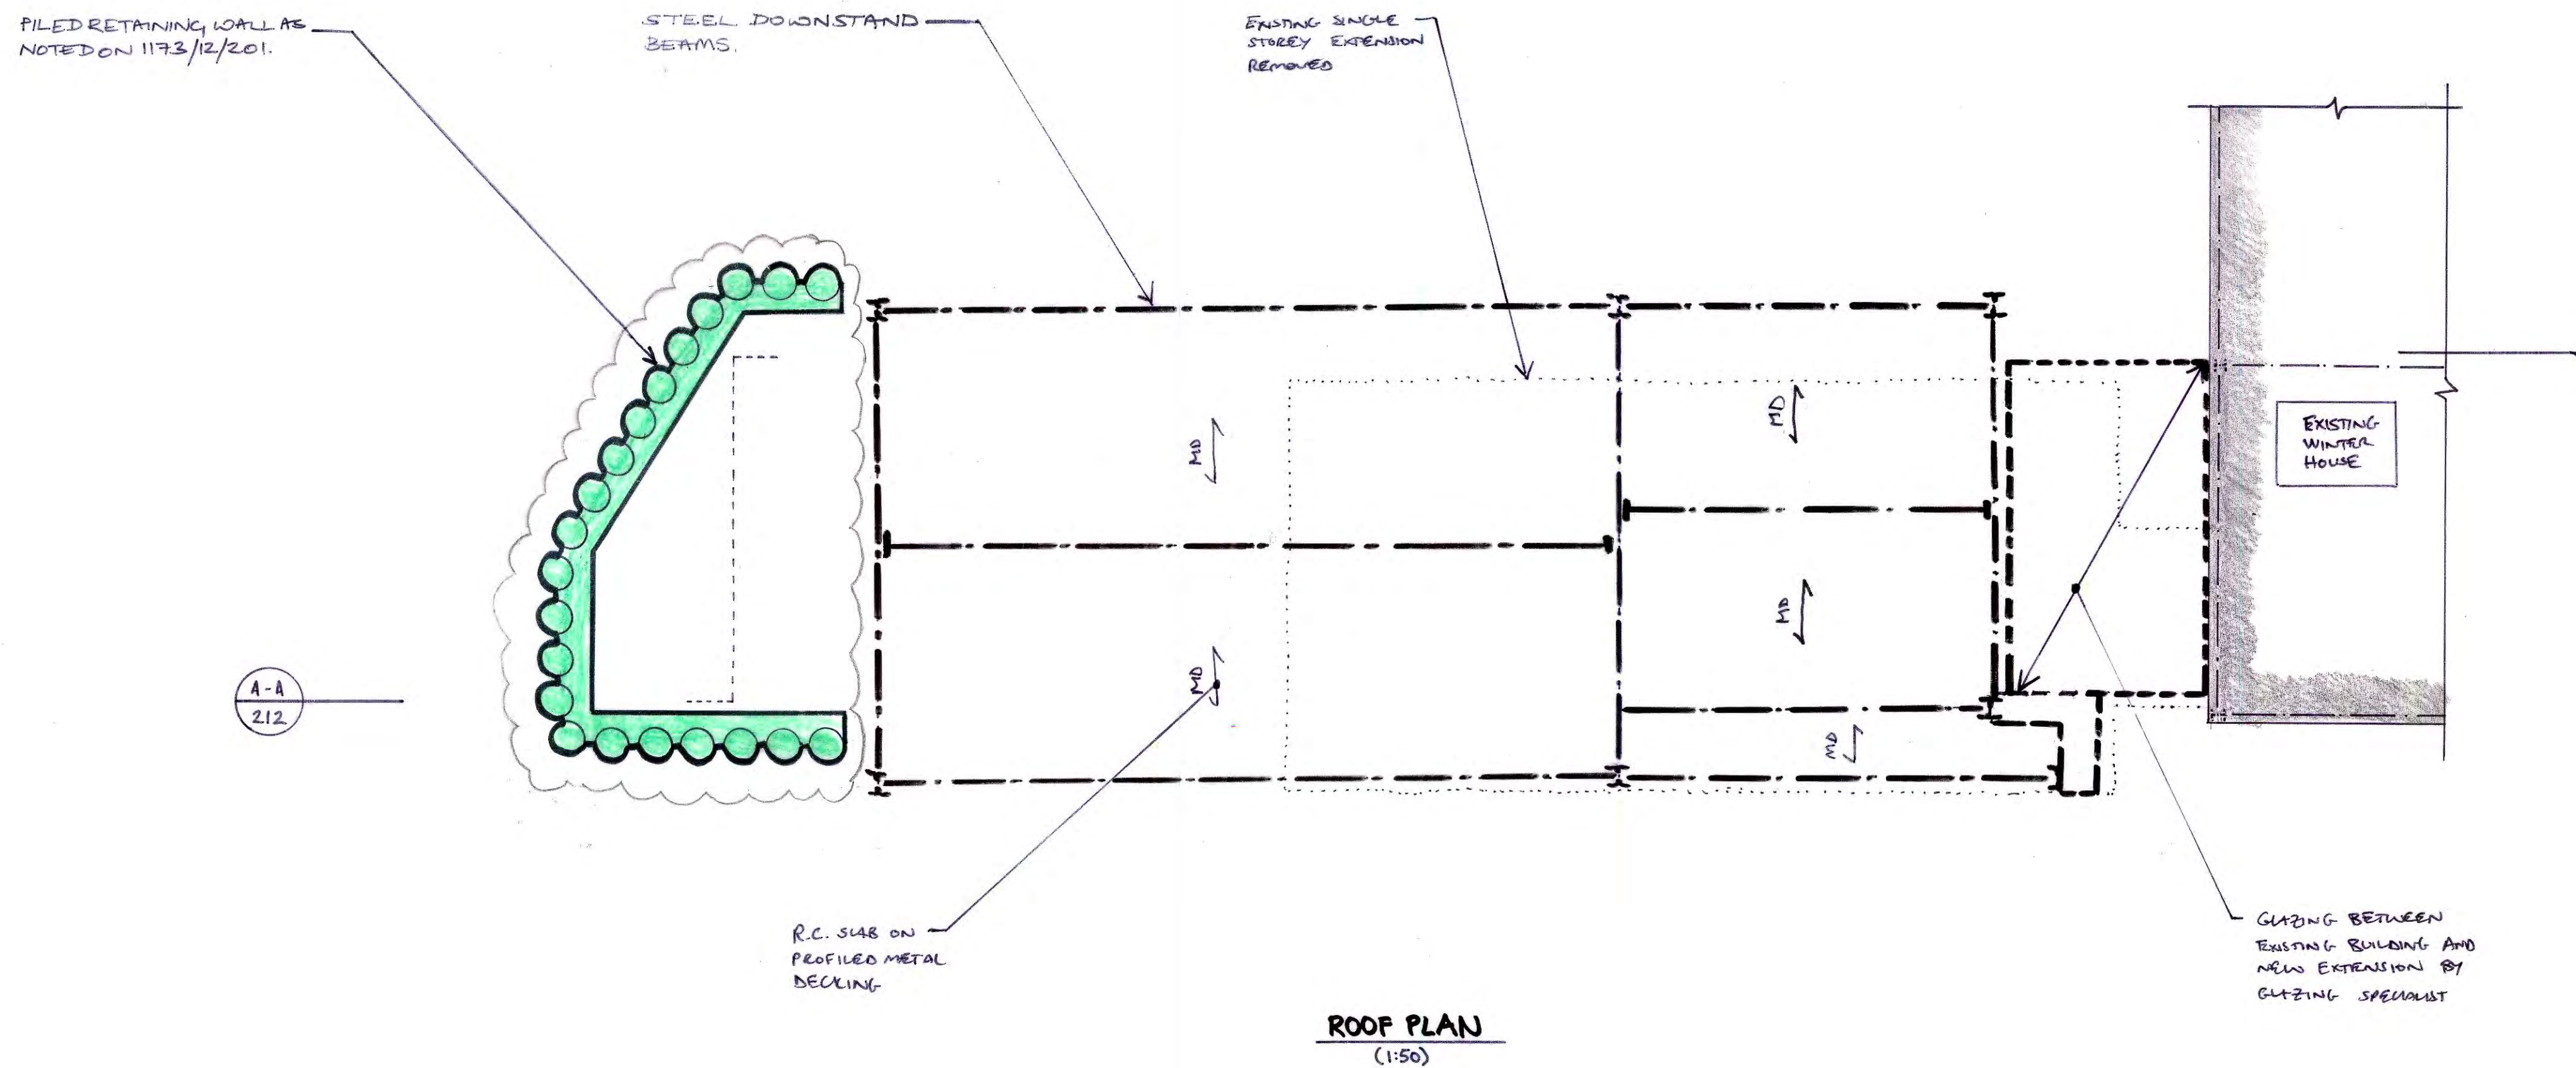 PILED RETAINING WALL AS
NOTED ON 1173/12/201.
STEEL DOWNSTAND
BEAMS.
EXISTING SINGLE
STOREY EXTENSION
REMOVED
MD
MD
MD
MD
MD
EXISTING
WINTER
HOUSE
A-A
212
R.C. SLAB ON
PROFILED METAL
DECKING
GLAZING BETWEEN
EXISTING BUILDING AND
NEW EXTENSION BY
GLAZING SPECIALIST
ROOF PLAN
(1:50)